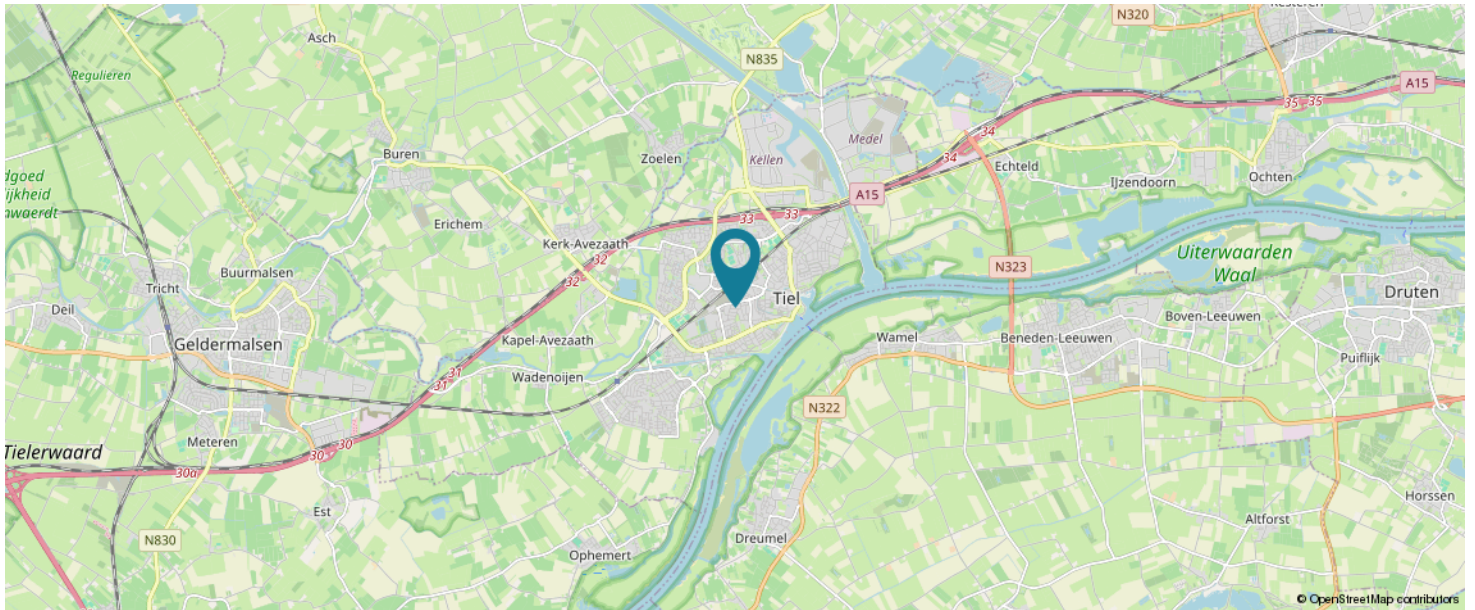 Kesteren
N320
Asch
N835
Regulieren
A15
35
35
Medel
34
Buren
Zoelen
Kellen
34
Echteld
dgoed
ijkheid
nwaerdt
IJzendoorn
Ochten
A15
Erichem
33
33
Kerk-Avezaath
Uiterwaarden
Waal
32
N323
Buurmalsen
32
Tricht
Tiel
Druten
Deil
Boven-Leeuwen
Geldermalsen
Kapel-Avezaath
Wamel
Beneden-Leeuwen
Puiflijk
31
Wadenoijen
31
N322
Meteren
30
Tielerwaard
30
30a
Horssen
Est
Altforst
N830
Dreumel
Ophemert
© OpenStreetMap contributors